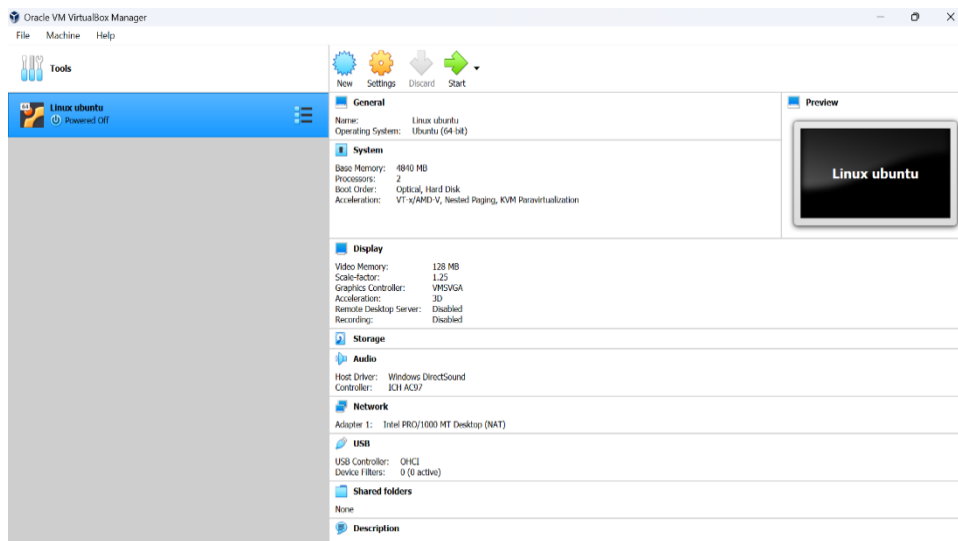 Oracle VM VirtualBox Manager
File Machine Help
Tools
New Settings Discard Start
64 Linux ubuntu
Powered Off
General
Name: Linux ubuntu
Operating System: Ubuntu (64-bit)
Preview
Linux ubuntu
System
Base Memory: 4840 MB
Processors: 2
Boot Order: Optical, Hard Disk
Acceleration: VT-x/AMD-V, Nested Paging, KVM Paravirtualization
Display
Video Memory: 128 MB
Scale-factor: 1.25
Graphics Controller: VMSVGA
Acceleration: 3D
Remote Desktop Server: Disabled
Recording: Disabled
Storage
Audio
Host Driver: Windows DirectSound
Controller: ICH AC97
Network
Adapter 1: Intel PRO/1000 MT Desktop (NAT)
USB
USB Controller: OHCI
Device Filters: 0 (0 active)
Shared folders
None
Description